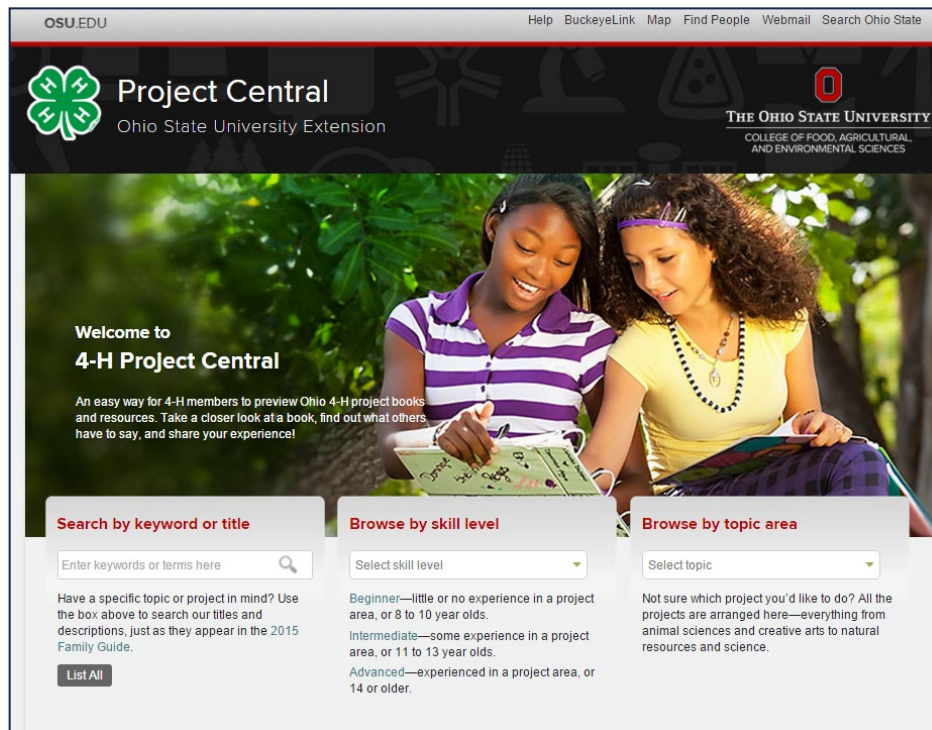 OSU.EDU
Help BuckeyeLink Map Find People Webmail Search Ohio State
H H H H
Project Central
Ohio State University Extension
O
THE OHIO STATE UNIVERSITY
COLLEGE OF FOOD, AGRICULTURAL,
AND ENVIRONMENTAL SCIENCES
Welcome to
4-H Project Central
An easy way for 4-H members to preview Ohio 4-H project books
and resources. Take a closer look at a book, find out what others
have to say, and share your experience!
Search by keyword or title
Enter keywords or terms here
Have a specific topic or project in mind? Use
the box above to search our titles and
descriptions, just as they appear in the 2015
Family Guide.
List All
Browse by skill level
Select skill level
Beginner—little or no experience in a project
area, or 8 to 10 year olds.
Intermediate—some experience in a project
area, or 11 to 13 year olds.
Advanced—experienced in a project area, or
14 or older.
Browse by topic area
Select topic
Not sure which project you'd like to do? All the
projects are arranged here—everything from
animal sciences and creative arts to natural
resources and science.